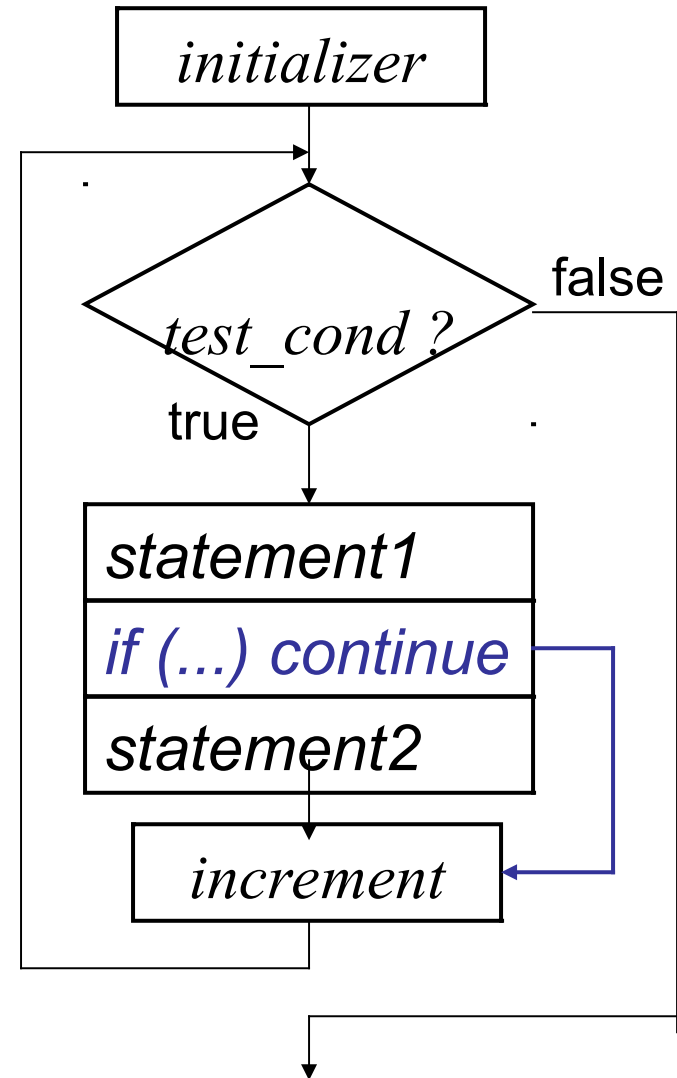 initializer
false
test_cond ?
true
statement1
if (...) continue
statement2
increment